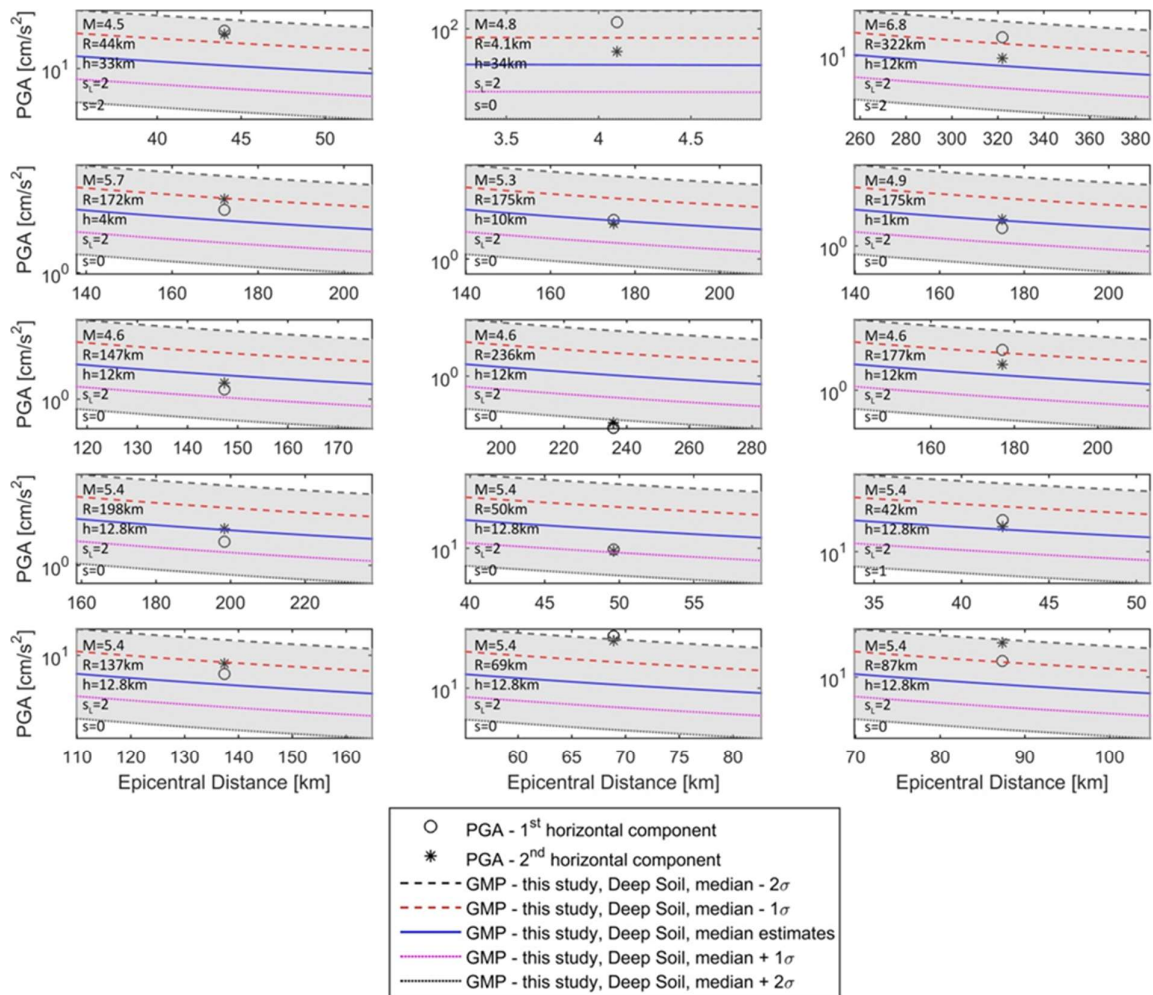 PGA [cm/s²]
10¹
M=4.5
R=44km
h=33km
s_L=2
s=2
40 45 50
10²
M=4.8
R=4.1km
h=34km
s_L=2
s=0
3.5 4 4.5
10¹
M=6.8
R=322km
h=12km
s_L=2
s=2
260 280 300 320 340 360 380
PGA [cm/s²]
10⁰
M=5.7
R=172km
h=4km
s_L=2
s=0
140 160 180 200
10⁰
M=5.3
R=175km
h=10km
s_L=2
s=0
140 160 180 200
10⁰
M=4.9
R=175km
h=1km
s_L=2
s=0
140 160 180 200
PGA [cm/s²]
10⁰
M=4.6
R=147km
h=12km
s_L=2
s=0
120 130 140 150 160 170
10⁰
M=4.6
R=236km
h=12km
s_L=2
s=0
200 220 240 260 280
10⁰
M=4.6
R=177km
h=12km
s_L=2
s=0
160 180 200
PGA [cm/s²]
10⁰
M=5.4
R=198km
h=12.8km
s_L=2
s=0
160 180 200 220
10¹
M=5.4
R=50km
h=12.8km
s_L=2
s=0
40 45 50 55
10¹
M=5.4
R=42km
h=12.8km
s_L=2
s=1
35 40 45 50
PGA [cm/s²]
10¹
M=5.4
R=137km
h=12.8km
s_L=2
s=0
110 120 130 140 150 160
Epicentral Distance [km]
10¹
M=5.4
R=69km
h=12.8km
s_L=2
s=0
60 65 70 75 80
Epicentral Distance [km]
10¹
M=5.4
R=87km
h=12.8km
s_L=2
s=0
70 80 90 100
Epicentral Distance [km]
PGA - 1st horizontal component
PGA - 2nd horizontal component
GMP - this study, Deep Soil, median - 2σ
GMP - this study, Deep Soil, median - 1σ
GMP - this study, Deep Soil, median estimates
GMP - this study, Deep Soil, median + 1σ
GMP - this study, Deep Soil, median + 2σ